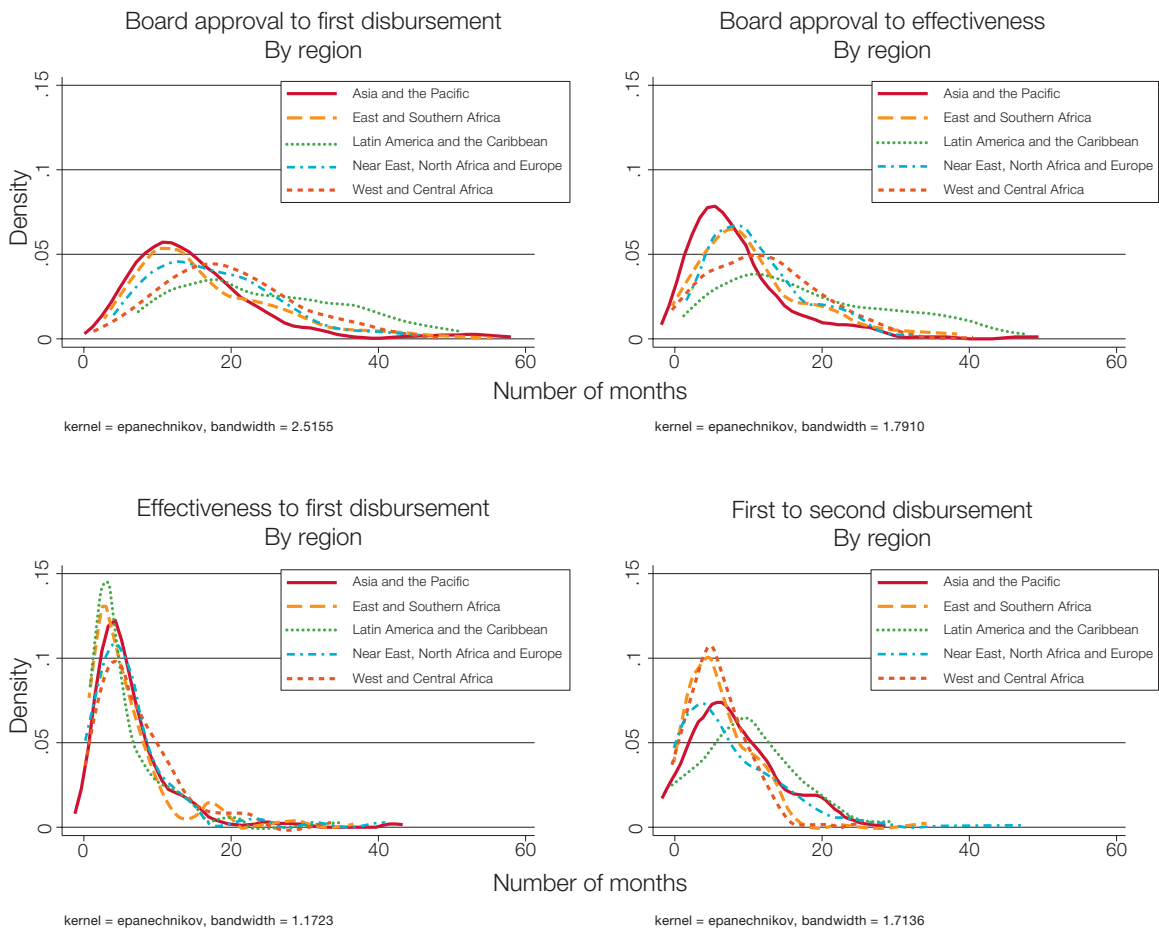 Board approval to first disbursement
By region
.15
.1
.05
0
Density
Asia and the Pacific
East and Southern Africa
Latin America and the Caribbean
Near East, North Africa and Europe
West and Central Africa
0 20 40 60
Board approval to effectiveness
By region
.15
.1
.05
0
Asia and the Pacific
East and Southern Africa
Latin America and the Caribbean
Near East, North Africa and Europe
West and Central Africa
0 20 40 60
Number of months
kernel = epanechnikov, bandwidth = 2.5155
kernel = epanechnikov, bandwidth = 1.7910
Effectiveness to first disbursement
By region
.15
.1
.05
0
Density
Asia and the Pacific
East and Southern Africa
Latin America and the Caribbean
Near East, North Africa and Europe
West and Central Africa
0 20 40 60
First to second disbursement
By region
.15
.1
.05
0
Asia and the Pacific
East and Southern Africa
Latin America and the Caribbean
Near East, North Africa and Europe
West and Central Africa
0 20 40 60
Number of months
kernel = epanechnikov, bandwidth = 1.1723
kernel = epanechnikov, bandwidth = 1.7136